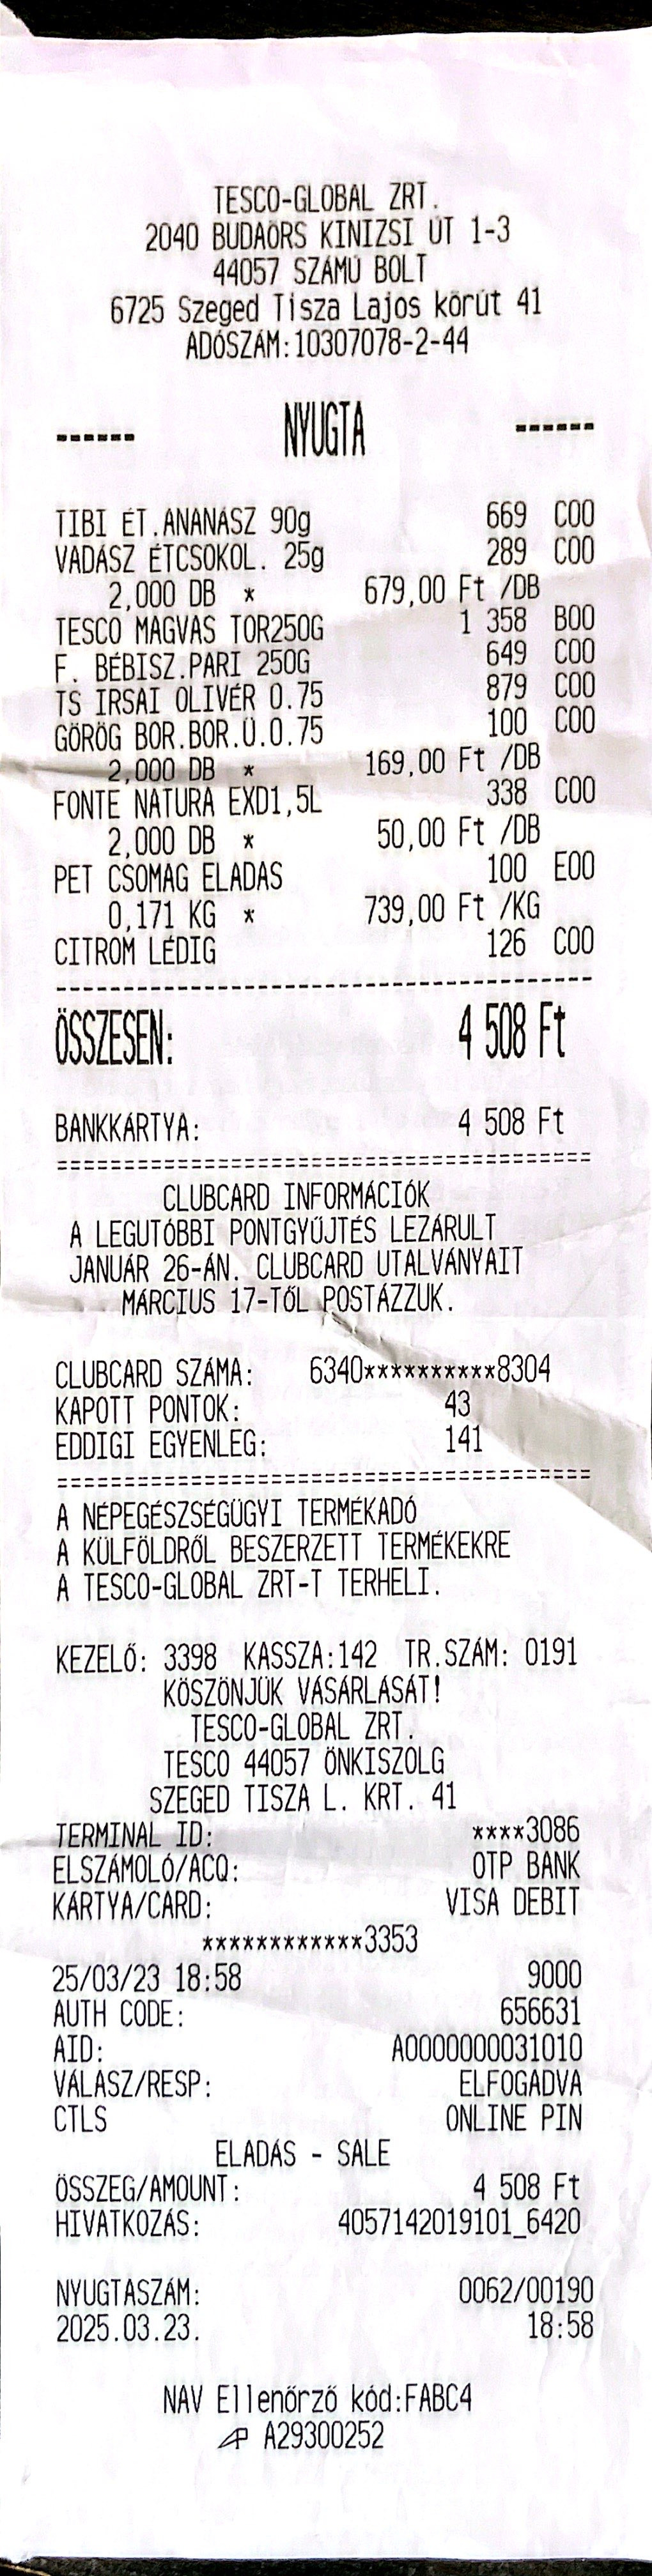 TESCO-GLOBAL ZRT.
2040 BUDAÖRS KINIZSI ÚT 1-3
44057 SZÁMÚ BOLT
6725 Szeged Tisza Lajos körút 41
ADÓSZÁM:10307078-2-44
------ NYUGTA ------
TIBI ÉT.ANANÁSZ 90g 669 C00
VADÁSZ ÉTCSOKOL. 25g 289 C00
2,000 DB * 679,00 Ft /DB
TESCO MAGVAS TOR250G 1 358 B00
F. BÉBISZ.PÁRI 250G 649 C00
TS IRSAI OLIVÉR 0.75 879 C00
GÖRÖG BOR.BOR.Ü.0.75 100 C00
2,000 DB * 169,00 Ft /DB
FONTE NATURA EXD1,5L 338 C00
2,000 DB * 50,00 Ft /DB
PET CSOMAG ELADÁS 100 E00
0,171 KG * 739,00 Ft /KG
CITROM LÉDIG 126 C00
----------------------------------------
ÖSSZESEN: 4 508 Ft
BANKKÁRTYA: 4 508 Ft
========================================
CLUBCARD INFORMÁCIÓK
A LEGUTÓBBI PONTGYŰJTÉS LEZÁRULT
JANUÁR 26-ÁN. CLUBCARD UTALVÁNYAIT
MÁRCIUS 17-TŐL POSTÁZZUK.
CLUBCARD SZÁMA: 6340**********8304
KAPOTT PONTOK: 43
EDDIGI EGYENLEG: 141
========================================
A NÉPEGÉSZSÉGÜGYI TERMÉKADÓ
A KÜLFÖLDRŐL BESZERZETT TERMÉKEKRE
A TESCO-GLOBAL ZRT-T TERHELI.
KEZELŐ: 3398 KASSZA:142 TR.SZÁM: 0191
KÖSZÖNJÜK VÁSÁRLÁSÁT!
TESCO-GLOBAL ZRT.
TESCO 44057 ÖNKISZOLG
SZEGED TISZA L. KRT. 41
TERMINAL ID: ****3086
ELSZÁMOLÓ/ACQ: OTP BANK
KÁRTYA/CARD: VISA DEBIT
************3353
25/03/23 18:58 9000
AUTH CODE: 656631
AID: A0000000031010
VÁLASZ/RESP: ELFOGADVA
CTLS ONLINE PIN
ELADÁS - SALE
ÖSSZEG/AMOUNT: 4 508 Ft
HIVATKOZÁS: 4057142019101_6420
NYUGTASZÁM: 0062/00190
2025.03.23. 18:58
NAV Ellenőrző kód:FABC4
AP A29300252